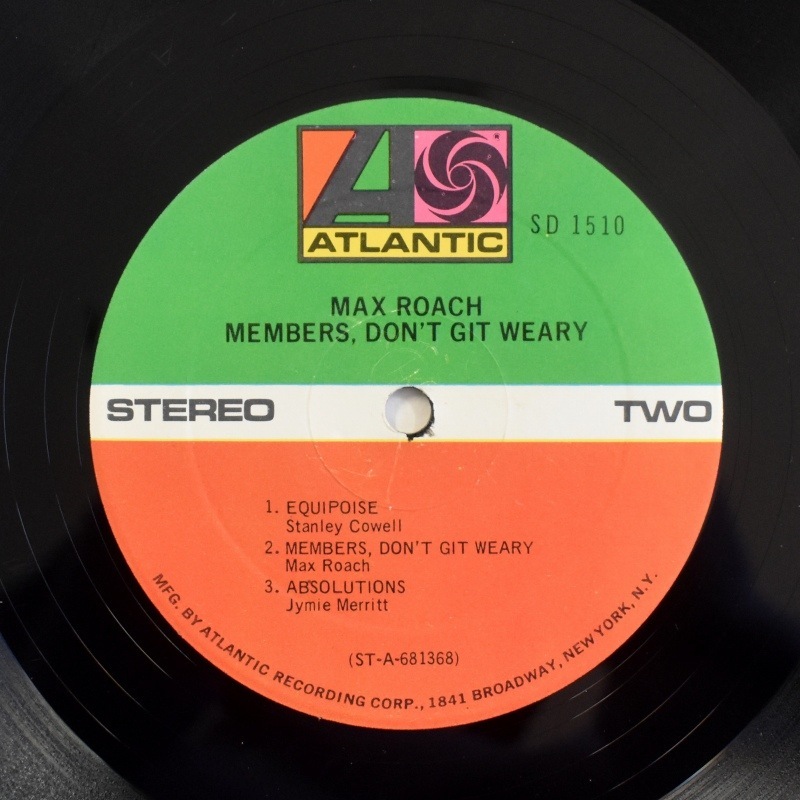 ATLANTIC
SD 1510
MAX ROACH
MEMBERS, DON'T GIT WEARY
STEREO TWO
1. EQUIPOISE
Stanley Cowell
2. MEMBERS, DON'T GIT WEARY
Max Roach
3. ABSOLUTIONS
Jymie Merritt
(ST-A-681368)
MFG. BY ATLANTIC RECORDING CORP., 1841 BROADWAY, NEW YORK, N.Y.